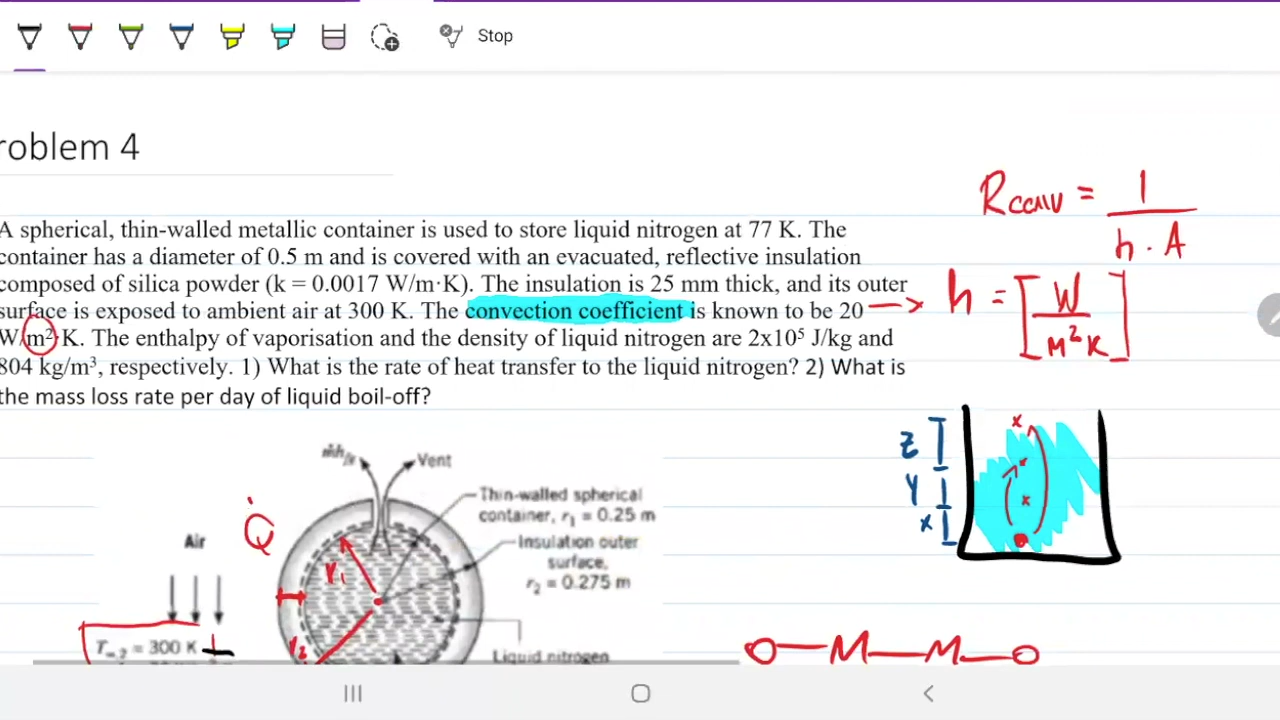 Stop
roblem 4
A spherical, thin-walled metallic container is used to store liquid nitrogen at 77 K. The
container has a diameter of 0.5 m and is covered with an evacuated, reflective insulation
composed of silica powder (k = 0.0017 W/m·K). The insulation is 25 mm thick, and its outer
surface is exposed to ambient air at 300 K. The convection coefficient is known to be 20
W/m²·K. The enthalpy of vaporisation and the density of liquid nitrogen are 2x10⁵ J/kg and
804 kg/m³, respectively. 1) What is the rate of heat transfer to the liquid nitrogen? 2) What is
the mass loss rate per day of liquid boil-off?
Rconv = 1 / h · A
h = [W / m²K]
Z
Y
X
Vent
Thin-walled spherical
container, r₁ = 0.25 m
Insulation outer
surface,
r₂ = 0.275 m
Liquid nitrogen
Q̇
Air
r₁
r₂
T∞,2 = 300 K